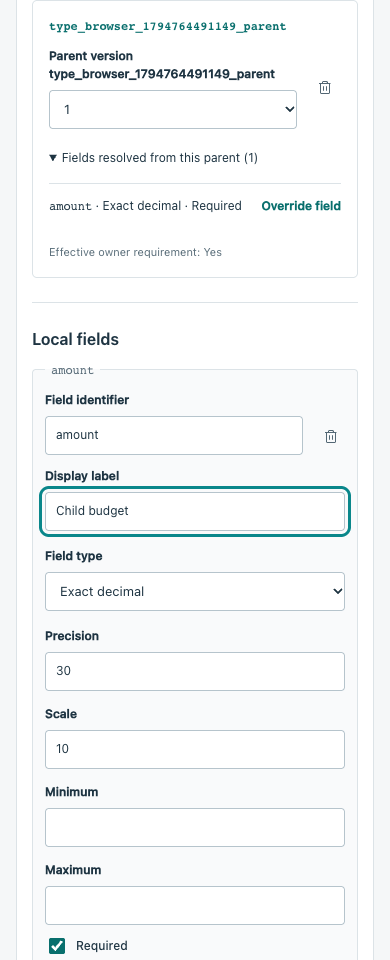 type_browser_1794764491149_parent
Parent version
type_browser_1794764491149_parent
1
▼ Fields resolved from this parent (1)
amount · Exact decimal · Required Override field
Effective owner requirement: Yes
Local fields
amount
Field identifier
amount
Display label
Child budget
Field type
Exact decimal
Precision
30
Scale
10
Minimum
Maximum
Required